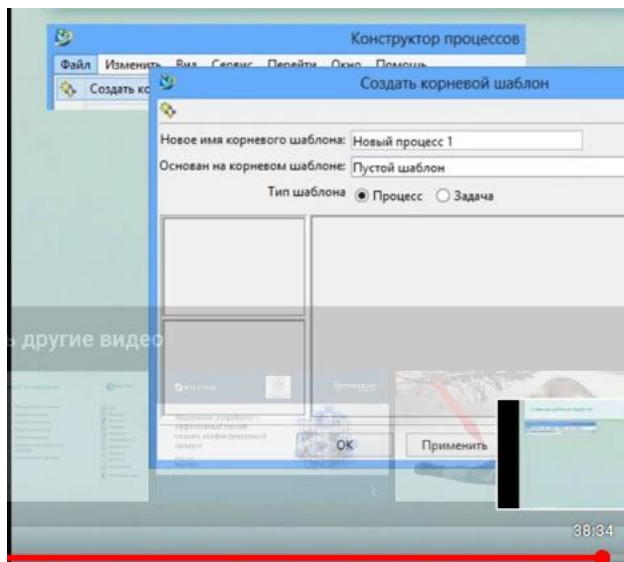 Конструктор процессов
Файл Изменить Вид Сервис Перейти Окно Помощь
Создать ко
Создать корневой шаблон
Новое имя корневого шаблона: Новый процесс 1
Основан на корневом шаблоне: Пустой шаблон
Тип шаблона Процесс Задача
ь другие видео
OK Применить
38:34